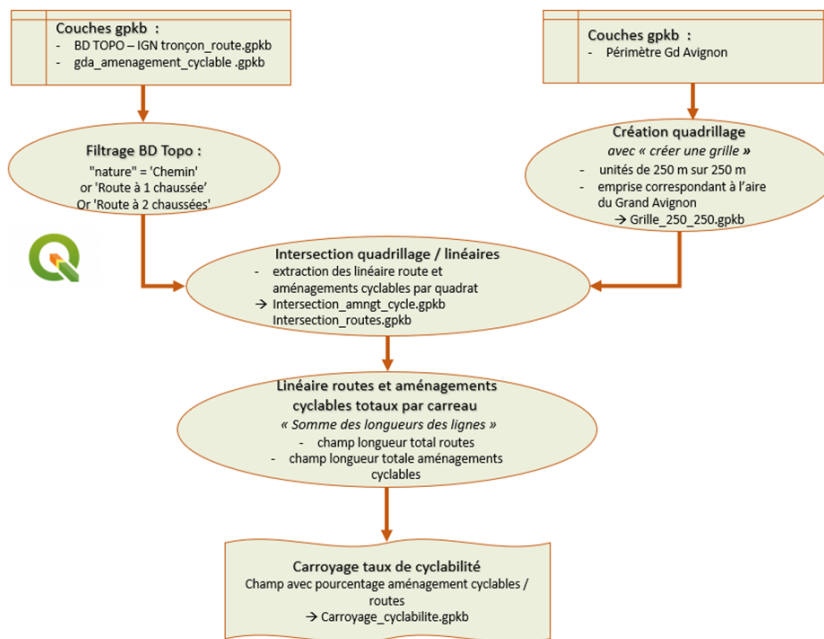 Couches gpkb :
- BD TOPO – IGN tronçon_route.gpkb
- gda_amenagement_cyclable .gpkb
Couches gpkb :
- Périmètre Gd Avignon
Filtrage BD Topo :
"nature" = 'Chemin'
or 'Route à 1 chaussée'
Or 'Route à 2 chaussées'
Création quadrillage
avec « créer une grille »
- unités de 250 m sur 250 m
- emprise correspondant à l'aire
du Grand Avignon
→ Grille_250_250.gpkb
Intersection quadrillage / linéaires
- extraction des linéaire route et
aménagements cyclables par quadrat
→ Intersection_amngt_cycle.gpkb
Intersection_routes.gpkb
Linéaire routes et aménagements
cyclables totaux par carreau
« Somme des longueurs des lignes »
- champ longueur total routes
- champ longueur totale aménagements
cyclables
Carroyage taux de cyclabilité
Champ avec pourcentage aménagement cyclables /
routes
→ Carroyage_cyclabilite.gpkb